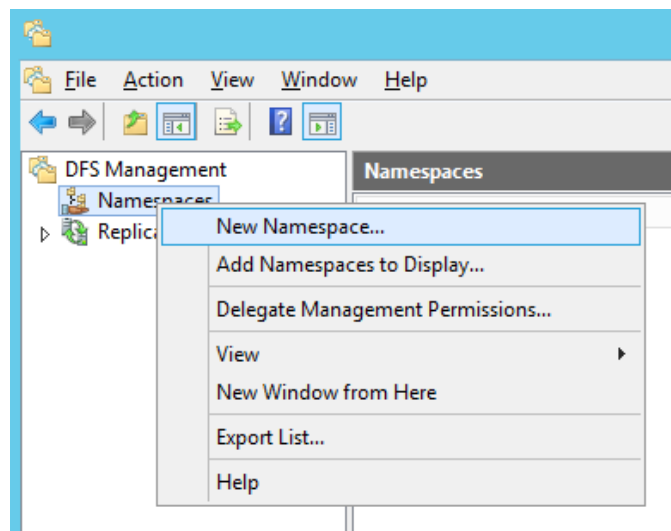 File Action View Window Help
DFS Management
Namespaces
Namespaces
New Namespace...
Add Namespaces to Display...
Delegate Management Permissions...
View
New Window from Here
Export List...
Help